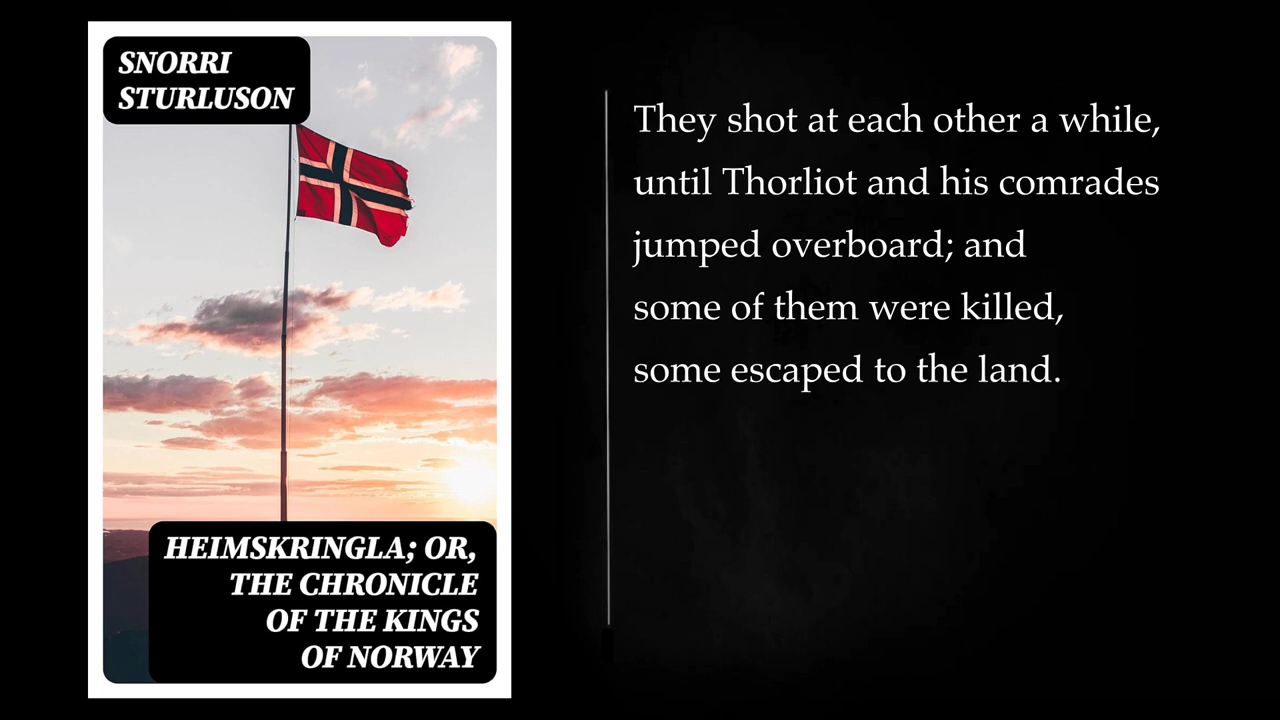 SNORRI
STURLUSON
HEIMSKRINGLA; OR,
THE CHRONICLE
OF THE KINGS
OF NORWAY
They shot at each other a while,
until Thorliot and his comrades
jumped overboard; and
some of them were killed,
some escaped to the land.